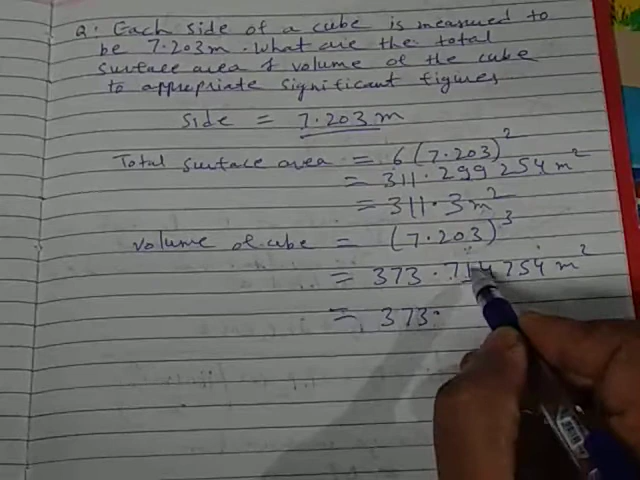 Q. Each side of a cube is measured to
be 7.203m. What are the total
surface area & volume of the cube
to appropriate significant figures
side = 7.203 m
Total surface area = 6(7.203)²
= 311.299254 m²
= 311.3 m²
volume of cube = (7.203)³
= 373.714754 m²
= 373.